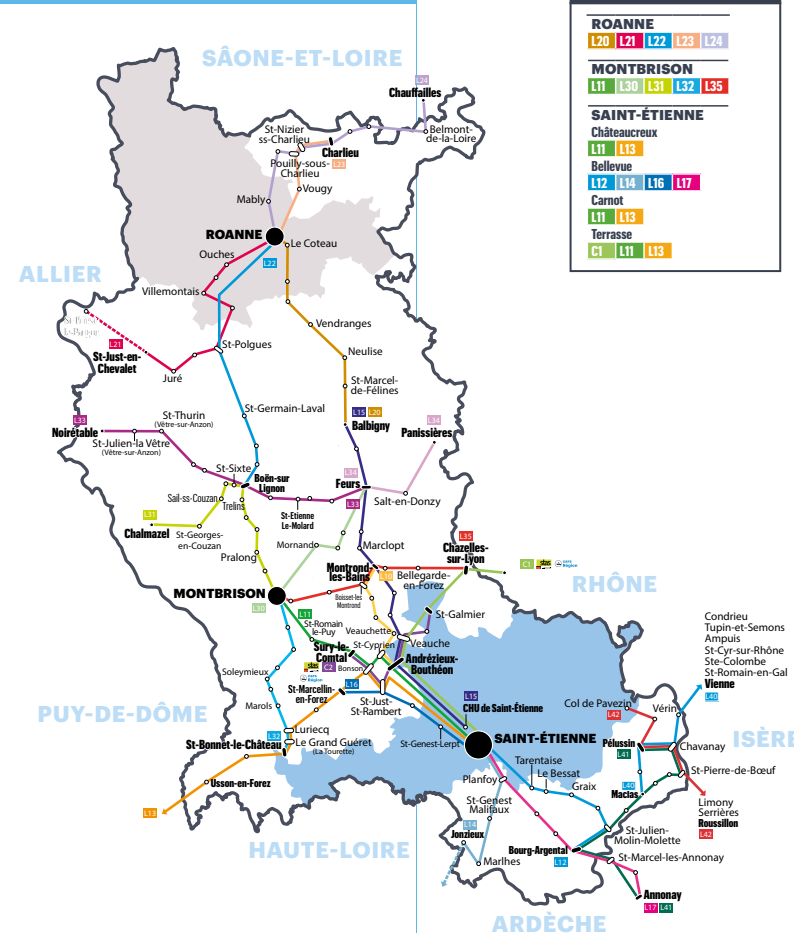 ROANNE
L20 L21 L22 L23 L24
MONTBRISON
L11 L30 L31 L32 L35
SAINT-ÉTIENNE
Châteaucreux
L11 L13
Bellevue
L12 L14 L16 L17
Carnot
L11 L13
Terrasse
C1 L11 L13
SÂONE-ET-LOIRE
L24
Chauffailles
St-Nizier
ss-Charlieu
Belmont-
de-la-Loire
Charlieu
L23
Pouilly-sous-
Charlieu
Vougy
Mably
ROANNE
Le Coteau
Ouches
L22
ALLIER
Villemontais
Vendranges
L21
St-Just-en-
Chevalet
St-Polgues
Neulise
Juré
St-Marcel-
de-Félines
St-Germain-Laval
L15 L20
Balbigny
L33
Noirétable
St-Thurin
(Vêtre-sur-Anzon)
St-Julien-la Vêtre
(Vêtre-sur-Anzon)
L34
Panissières
St-Sixte
Boën-sur
Lignon
L34
Feurs
L33
Sail-ss-Couzan
Trelins
Salt-en-Donzy
L31
Chalmazel
St-Georges-
en-Couzan
St-Etienne
Le-Molard
Pralong
Mornand
Marclopt
L35
Chazelles-
sur-Lyon
C1
cars
Région
Montrond-
les-Bains
L30
Bellegarde-
en-Forez
RHÔNE
MONTBRISON
L30
Boisset-les
Montrond
L11
St-Galmier
St-Romain
le-Puy
Veauchette
Veauche
St-Cyprien
Sury-le-
Comtal
C2
Bonson
Andrézieux-
Bouthéon
cars
Région
Soleymieux
L16
St-Marcellin-
en-Forez
St-Just-
St-Rambert
L15
CHU de Saint-Étienne
Marols
PUY-DE-DÔME
Condrieu
Tupin-et-Semons
Ampuis
St-Cyr-sur-Rhône
Ste-Colombe
St-Romain-en-Gal
Vienne
L40
Col de Pavezin
L42
Vérin
Luriecq
L32
St-Bonnet-le-Château
Le Grand Guéret
(La Tourette)
St-Genest-Lerpt
SAINT-ÉTIENNE
Pélussin
L41
Chavanay
ISÈRE
St-Pierre-de-Bœuf
Usson-en-Forez
L13
Planfoy
Tarentaise
Le Bessat
Graix
L40
Maclas
Limony
Serrières
Roussillon
L42
St-Genest
Malifaux
L14
Jonzieux
St-Julien-
Molin-Molette
HAUTE-LOIRE
Marlhes
Bourg-Argental
L12
St-Marcel-les-Annonay
Annonay
L17 L41
ARDÈCHE